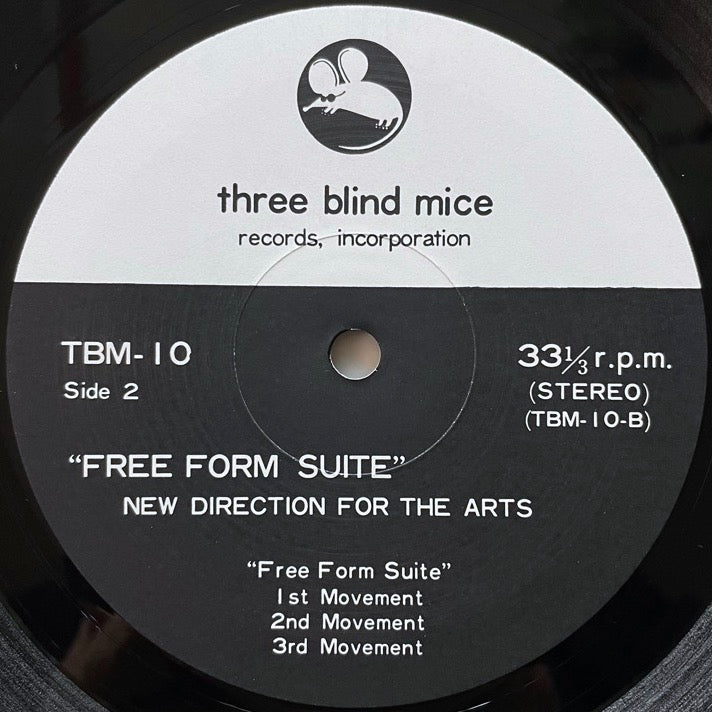 three blind mice
records, incorporation
TBM-10
33⅓ r.p.m.
Side 2
(STEREO)
(TBM-10-B)
“FREE FORM SUITE”
NEW DIRECTION FOR THE ARTS
“Free Form Suite”
1st Movement
2nd Movement
3rd Movement